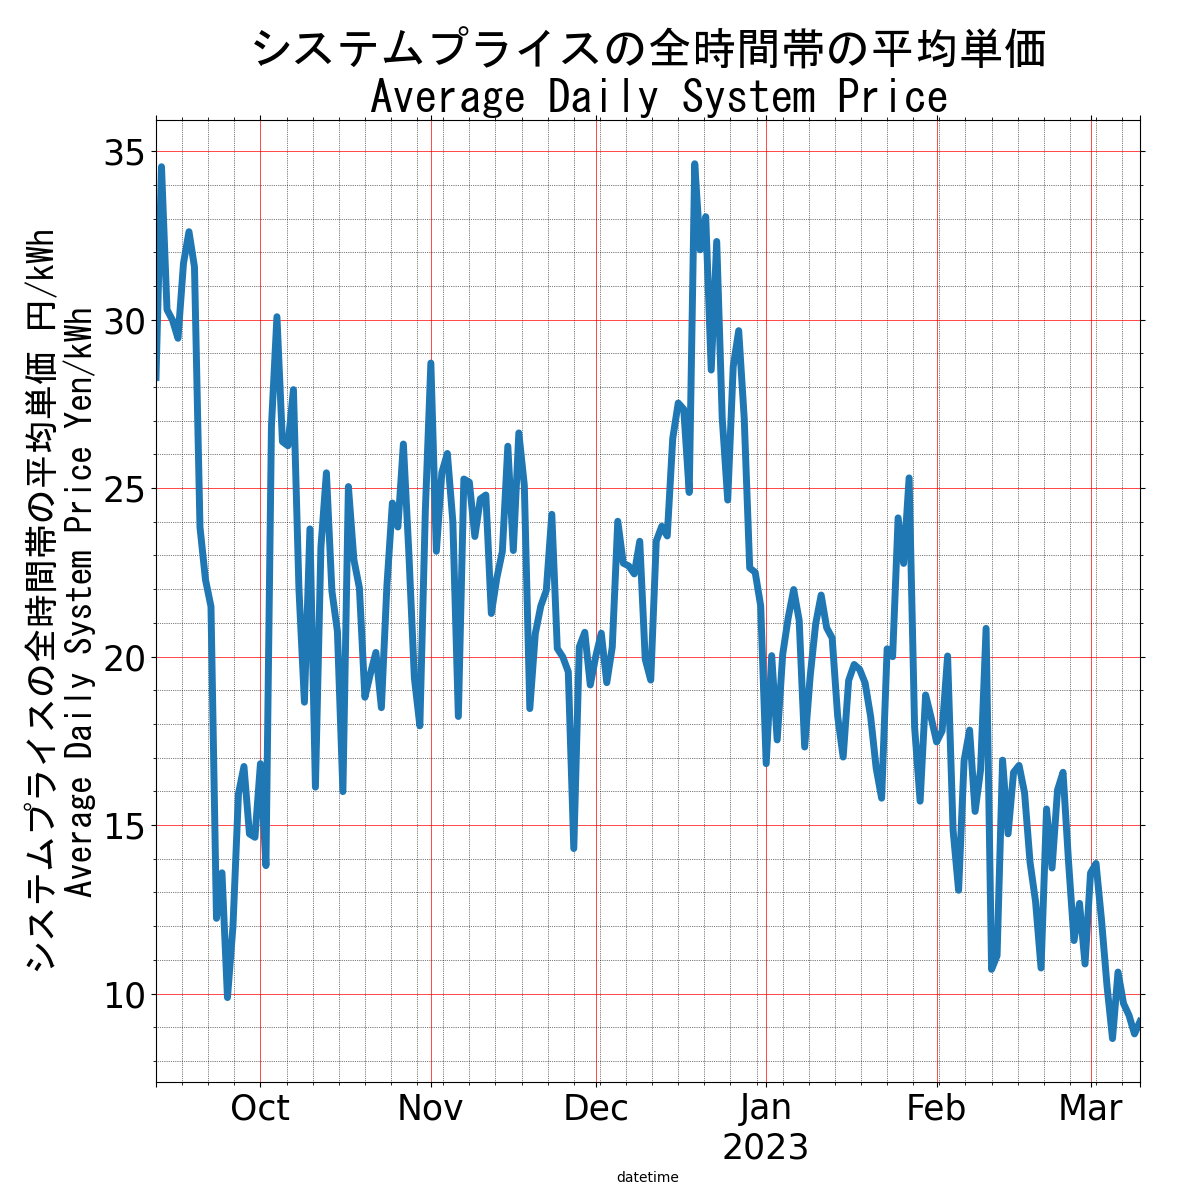 システムプライスの全時間帯の平均単価
Average Daily System Price
システムプライスの全時間帯の平均単価 円/kWh
Average Daily System Price Yen/kWh
35
30
25
20
15
10
Oct
Nov
Dec
Jan
2023
Feb
Mar
datetime